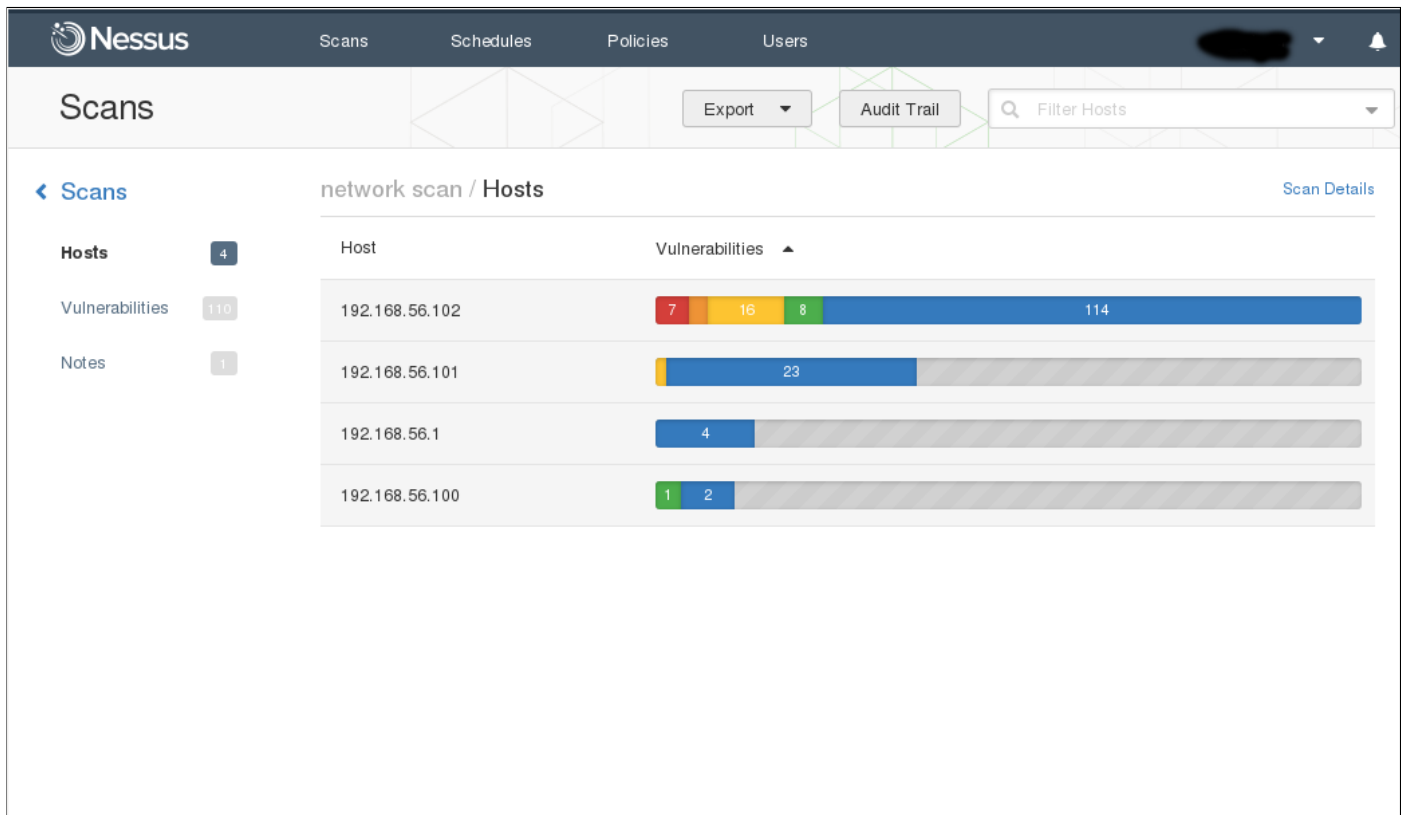 Nessus Scans Schedules Policies Users
Scans Export Audit Trail Filter Hosts
Scans network scan / Hosts Scan Details
Hosts 4 Host Vulnerabilities
Vulnerabilities 110 192.168.56.102 7 16 8 114
Notes 1 192.168.56.101 23
192.168.56.1 4
192.168.56.100 1 2